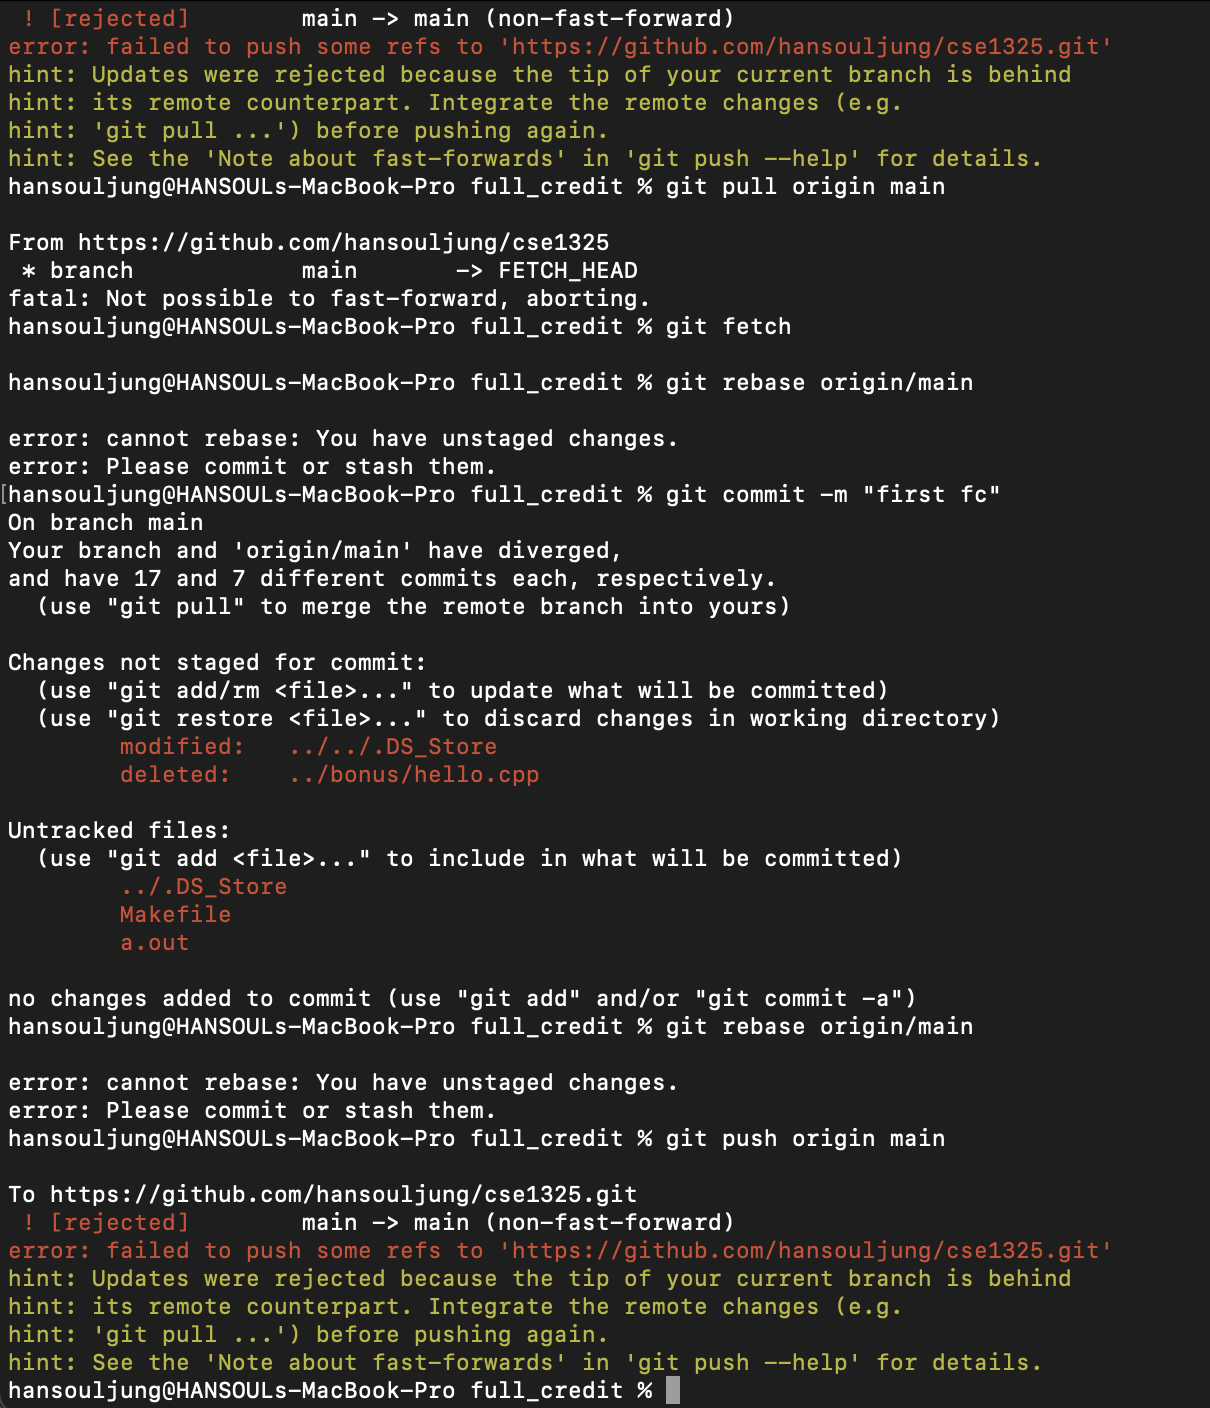 ! [rejected]        main -> main (non-fast-forward)
error: failed to push some refs to 'https://github.com/hansouljung/cse1325.git'
hint: Updates were rejected because the tip of your current branch is behind
hint: its remote counterpart. Integrate the remote changes (e.g.
hint: 'git pull ...') before pushing again.
hint: See the 'Note about fast-forwards' in 'git push --help' for details.
hansouljung@HANSOULs-MacBook-Pro full_credit % git pull origin main
From https://github.com/hansouljung/cse1325
 * branch            main       -> FETCH_HEAD
fatal: Not possible to fast-forward, aborting.
hansouljung@HANSOULs-MacBook-Pro full_credit % git fetch
hansouljung@HANSOULs-MacBook-Pro full_credit % git rebase origin/main
error: cannot rebase: You have unstaged changes.
error: Please commit or stash them.
[hansouljung@HANSOULs-MacBook-Pro full_credit % git commit -m "first fc"
On branch main
Your branch and 'origin/main' have diverged,
and have 17 and 7 different commits each, respectively.
  (use "git pull" to merge the remote branch into yours)
Changes not staged for commit:
  (use "git add/rm <file>..." to update what will be committed)
  (use "git restore <file>..." to discard changes in working directory)
        modified:   ../../.DS_Store
        deleted:    ../bonus/hello.cpp
Untracked files:
  (use "git add <file>..." to include in what will be committed)
        ../.DS_Store
        Makefile
        a.out
no changes added to commit (use "git add" and/or "git commit -a")
hansouljung@HANSOULs-MacBook-Pro full_credit % git rebase origin/main
error: cannot rebase: You have unstaged changes.
error: Please commit or stash them.
hansouljung@HANSOULs-MacBook-Pro full_credit % git push origin main
To https://github.com/hansouljung/cse1325.git
 ! [rejected]        main -> main (non-fast-forward)
error: failed to push some refs to 'https://github.com/hansouljung/cse1325.git'
hint: Updates were rejected because the tip of your current branch is behind
hint: its remote counterpart. Integrate the remote changes (e.g.
hint: 'git pull ...') before pushing again.
hint: See the 'Note about fast-forwards' in 'git push --help' for details.
hansouljung@HANSOULs-MacBook-Pro full_credit %